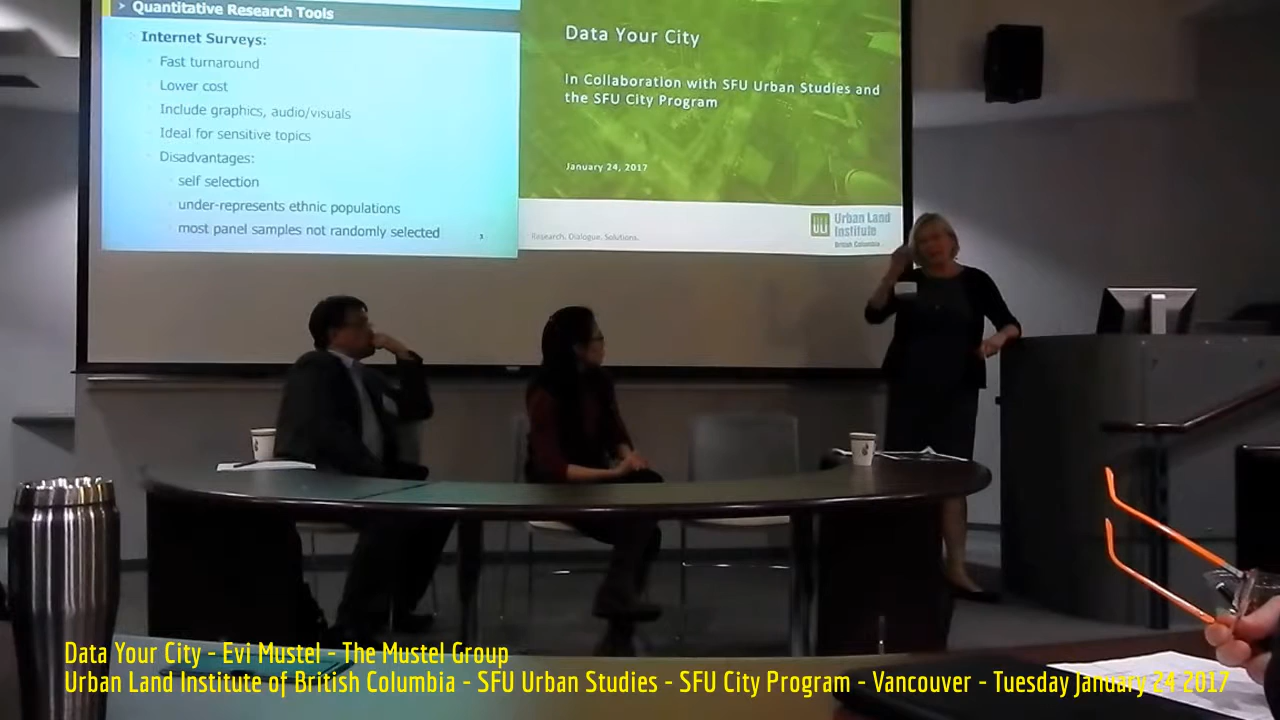 Quantitative Research Tools
Internet Surveys:
Fast turnaround
Lower cost
Include graphics, audio/visuals
Ideal for sensitive topics
Disadvantages:
self selection
under-represents ethnic populations
most panel samples not randomly selected
3
Data Your City
In Collaboration with SFU Urban Studies and
the SFU City Program
January 24, 2017
Research. Dialogue. Solutions.
ULI
Urban Land
Institute
British Columbia
Data Your City - Evi Mustel - The Mustel Group
Urban Land Institute of British Columbia - SFU Urban Studies - SFU City Program - Vancouver - Tuesday January 24 2017